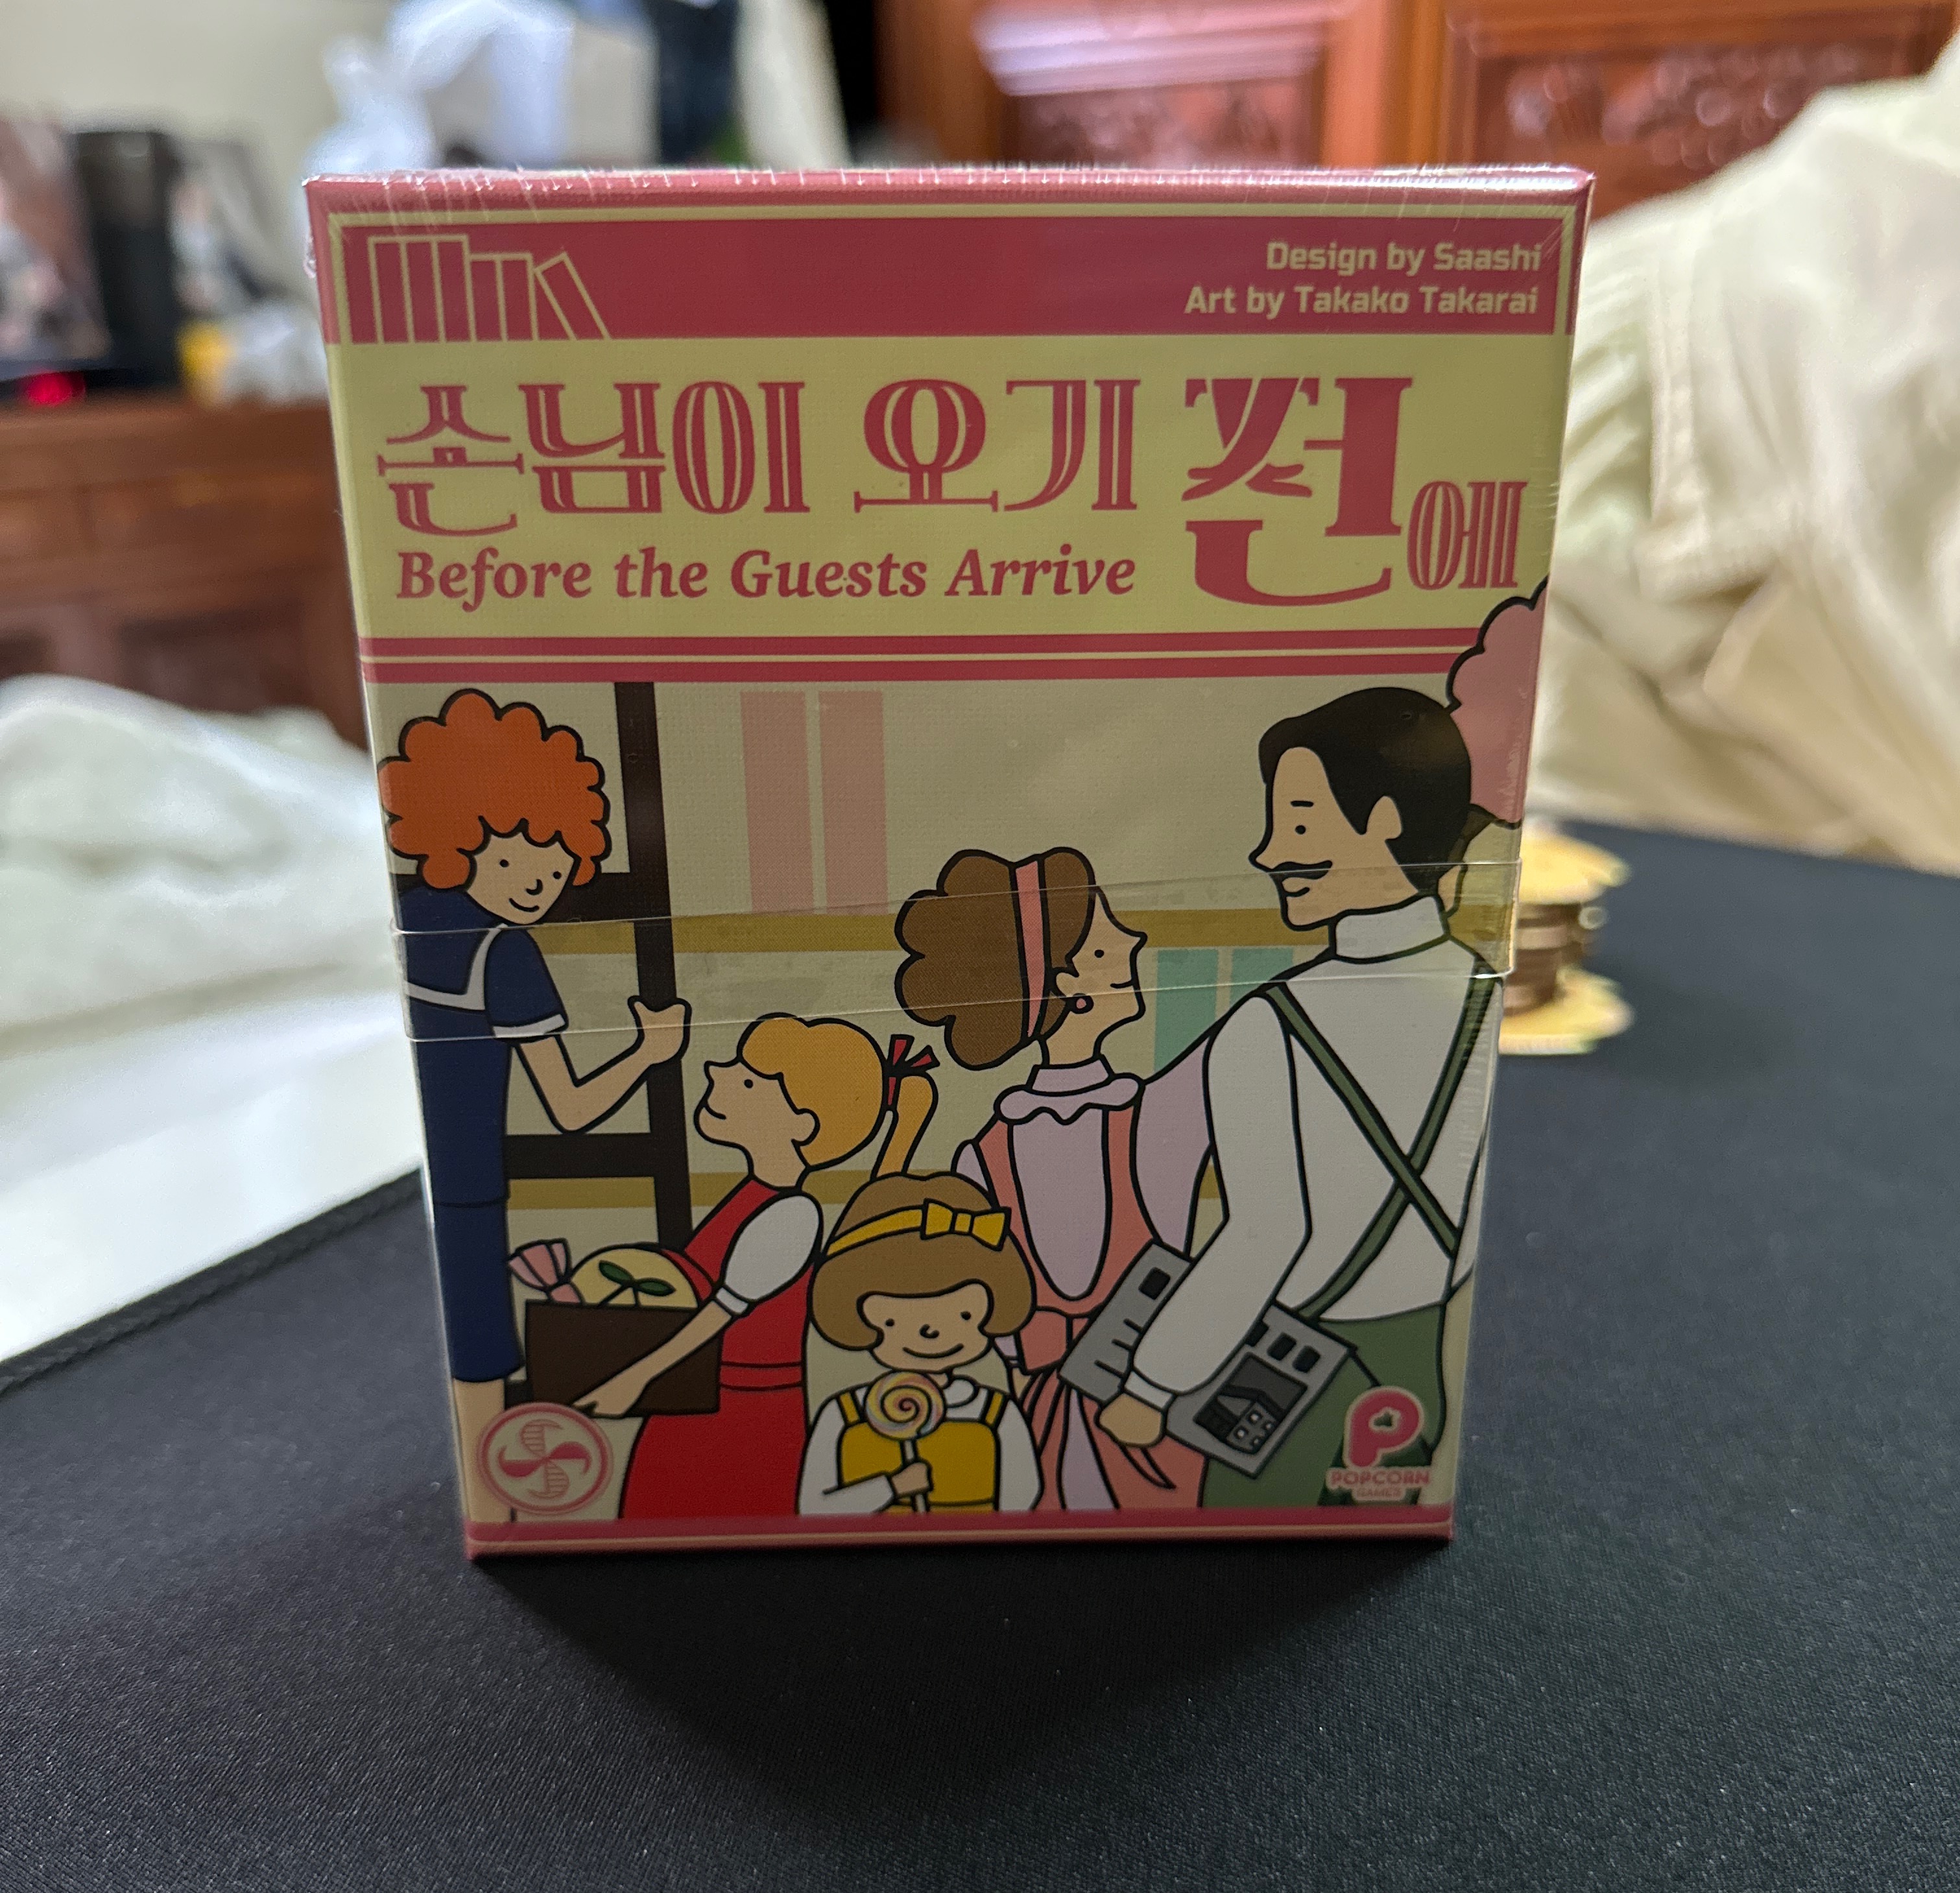 Design by Saashi
Art by Takako Takarai
손님이 오기 전에
Before the Guests Arrive
POPCORN
GAMES